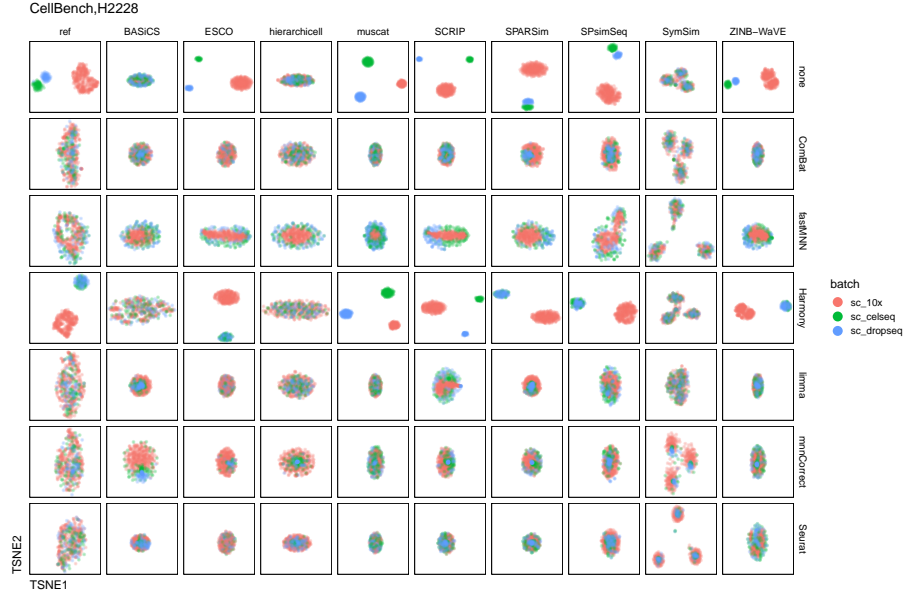 CellBench,H2228
ref BASiCS ESCO hierarchicell muscat SCRIP SPARSim SPsimSeq SymSim ZINB−WaVE
none
ComBat
fastMNN
Harmony
limma
mnnCorrect
Seurat
batch
sc_10x
sc_celseq
sc_dropseq
TSNE2
TSNE1